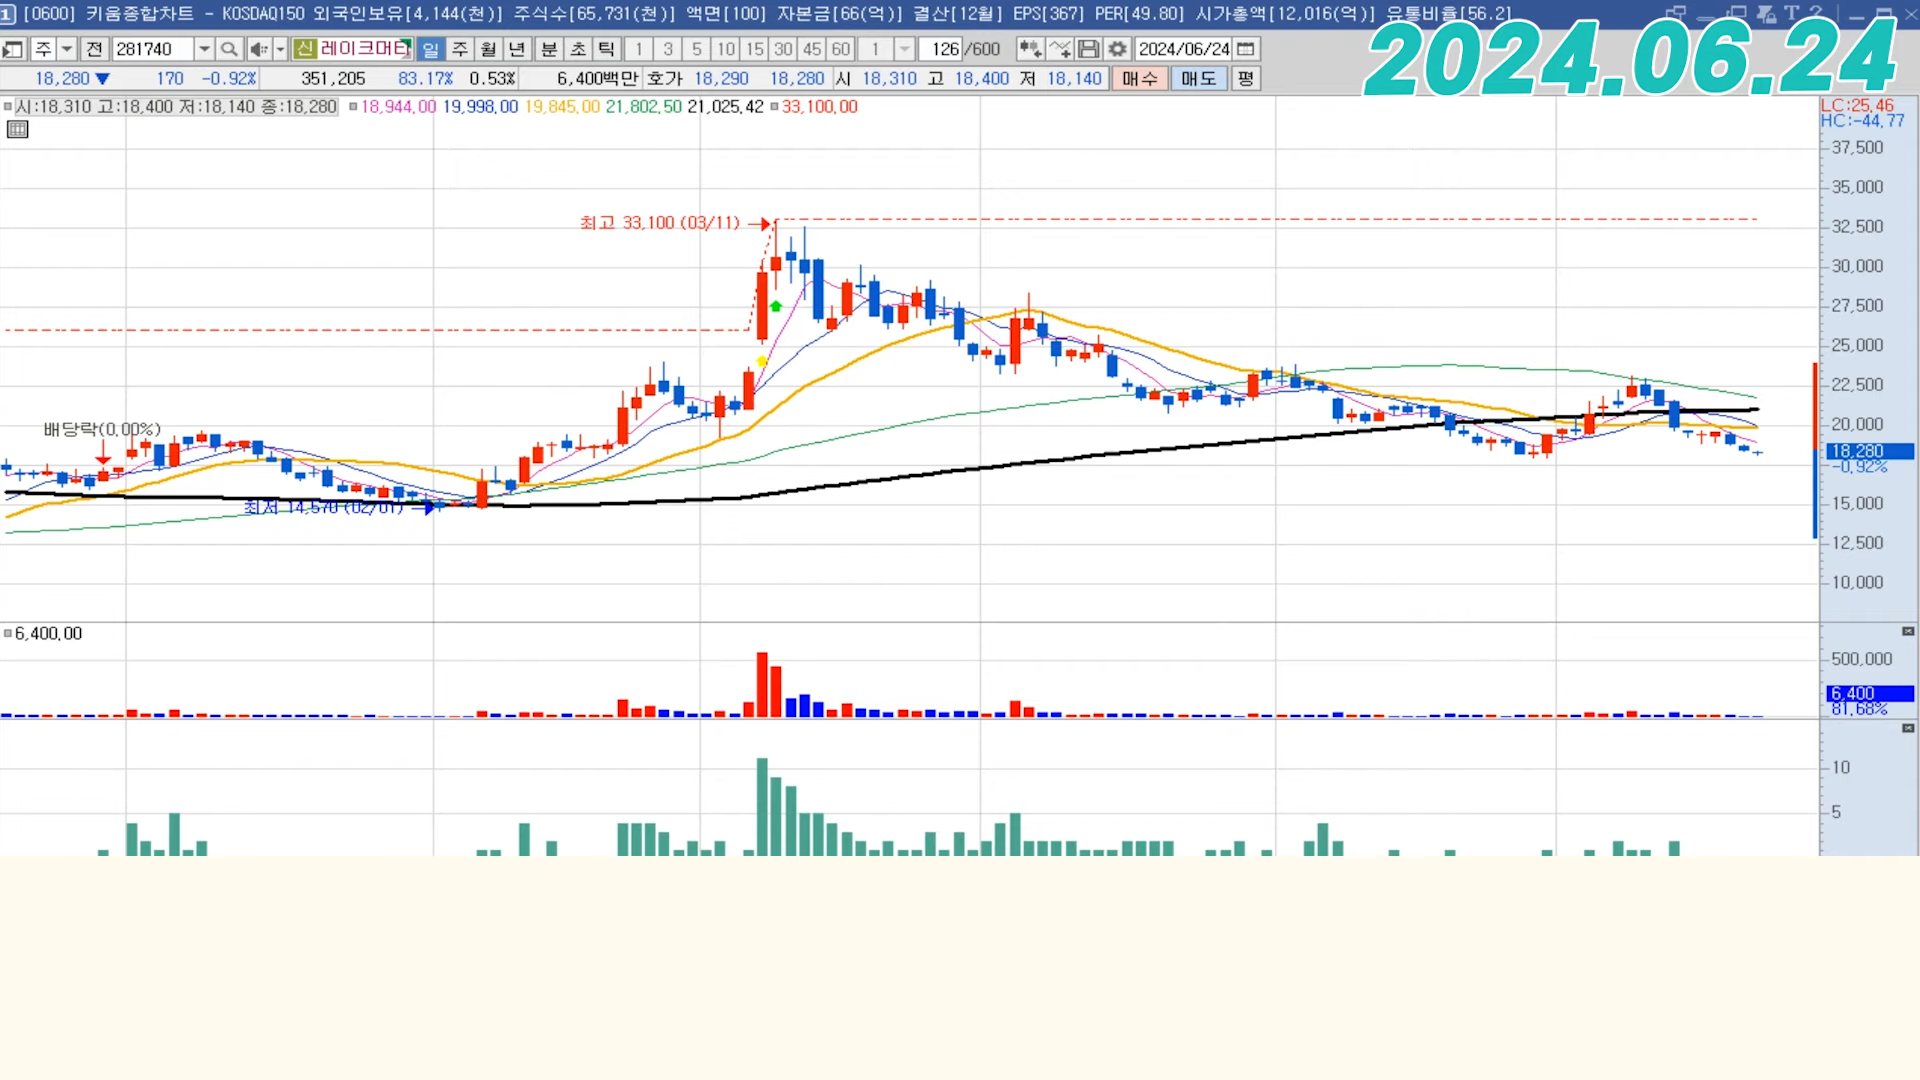 1 [0600] 키움종합차트 - KOSDAQ150 외국인보유[4,144(천)] 주식수[65,731(천)] 액면[100] 자본금[66(억)] 결산[12월] EPS[367] PER[49.80] 시가총액[12,016(억)] 유통비율[56.2]
2024.06.24
주 전 281740 신 레이크머티 일 주 월 년 분 초 틱 1 3 5 10 15 30 45 60 1 126 /600 2024/06/24
18,280 ▼ 170 -0.92% 351,205 83.17% 0.53% 6,400백만 호가 18,290 18,280 시 18,310 고 18,400 저 18,140 매수 매도 평
시:18,310 고:18,400 저:18,140 종:18,280 18,944.00 19,998.00 19,845.00 21,802.50 21,025.42 33,100.00
LC:25.46
HC:-44.77
37,500
35,000
최고 33,100 (03/11)
32,500
30,000
27,500
25,000
22,500
배당락(0.00%)
20,000
18,280
-0.92%
최저 14,570 (02/01)
15,000
12,500
10,000
6,400.00
500,000
6,400
81.68%
10
5